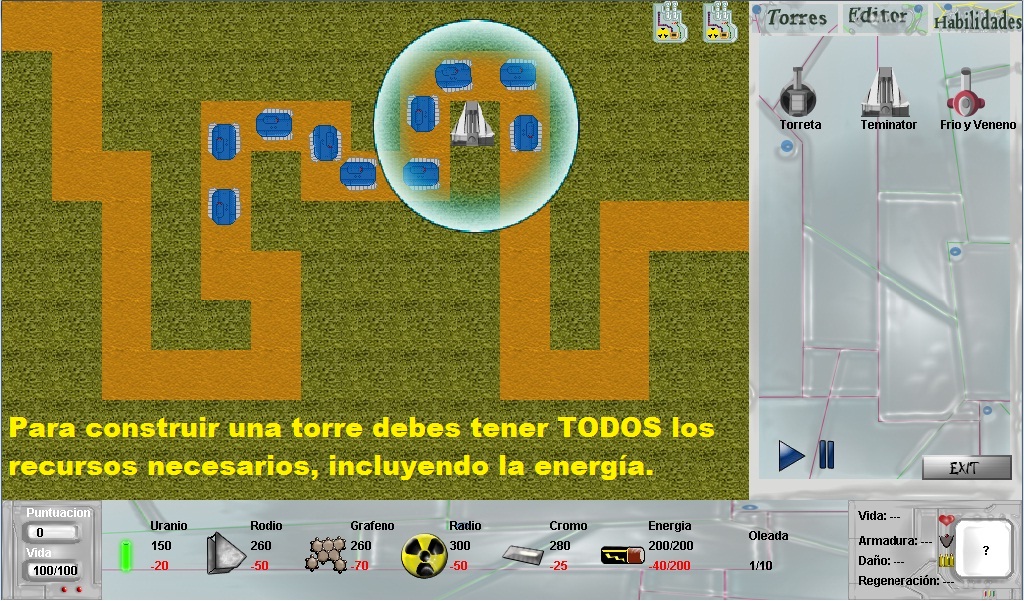 Torres Editor Habilidades
Torreta Teminator Frio y Veneno
Para construir una torre debes tener TODOS los
recursos necesarios, incluyendo la energía.
EXIT
Puntuacion
0
Vida
100/100
Uranio Rodio Grafeno Radio Cromo Energia Oleada
150 260 260 300 280 200/200
-20 -50 -70 -50 -25 -40/200 1/10
Vida: ---
Armadura: ---
Daño: ---
Regeneración: ---
?